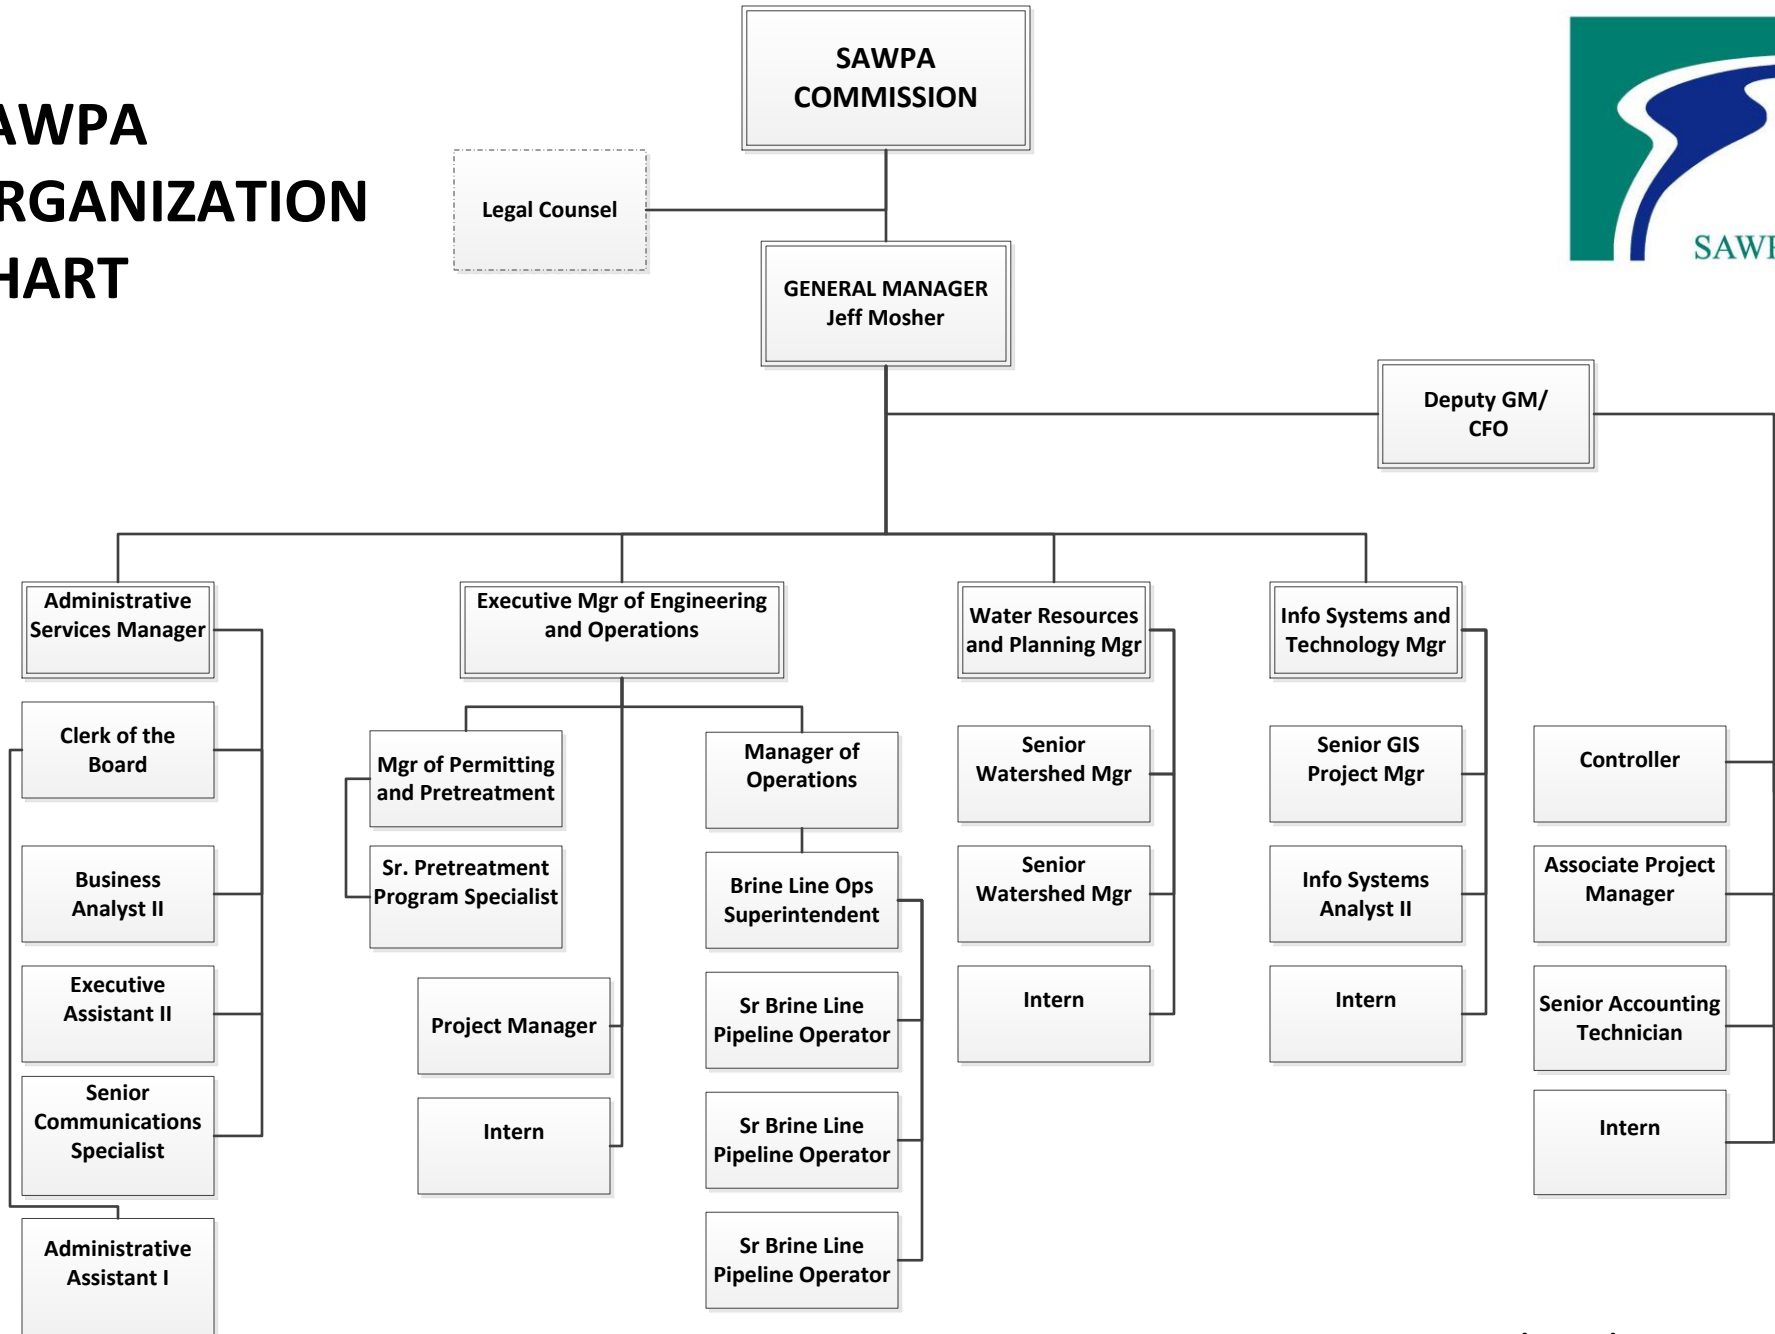 AWPA
RGANIZATION
HART
SAWPA
COMMISSION
SAWP
Legal Counsel
GENERAL MANAGER
Jeff Mosher
Deputy GM/
CFO
Administrative
Services Manager
Executive Mgr of Engineering
and Operations
Water Resources
and Planning Mgr
Info Systems and
Technology Mgr
Clerk of the
Board
Business
Analyst II
Executive
Assistant II
Senior
Communications
Specialist
Administrative
Assistant I
Mgr of Permitting
and Pretreatment
Sr. Pretreatment
Program Specialist
Project Manager
Intern
Manager of
Operations
Brine Line Ops
Superintendent
Sr Brine Line
Pipeline Operator
Sr Brine Line
Pipeline Operator
Sr Brine Line
Pipeline Operator
Senior
Watershed Mgr
Senior
Watershed Mgr
Intern
Senior GIS
Project Mgr
Info Systems
Analyst II
Intern
Controller
Associate Project
Manager
Senior Accounting
Technician
Intern